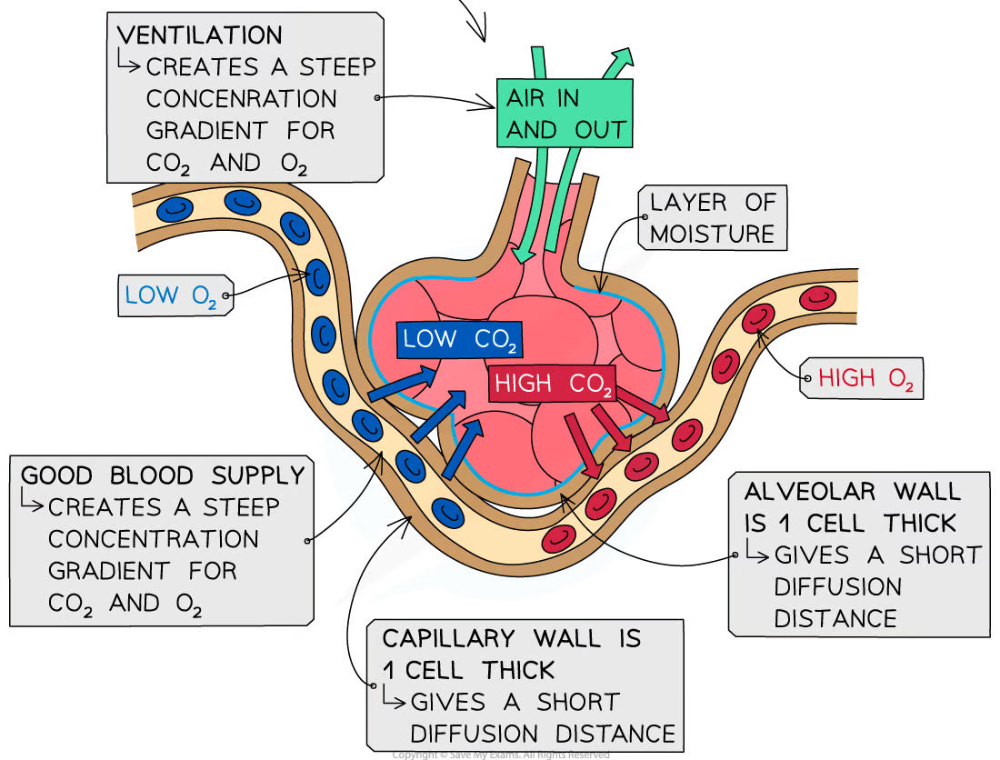 VENTILATION
↳ CREATES A STEEP
CONCENRATION
GRADIENT FOR
CO₂ AND O₂
AIR IN
AND OUT
LAYER OF
MOISTURE
LOW O₂
LOW CO₂
HIGH CO₂
HIGH O₂
GOOD BLOOD SUPPLY
↳ CREATES A STEEP
CONCENTRATION
GRADIENT FOR
CO₂ AND O₂
ALVEOLAR WALL
IS 1 CELL THICK
↳ GIVES A SHORT
DIFFUSION
DISTANCE
CAPILLARY WALL IS
1 CELL THICK
↳ GIVES A SHORT
DIFFUSION DISTANCE
Copyright © Save My Exams. All Rights Reserved